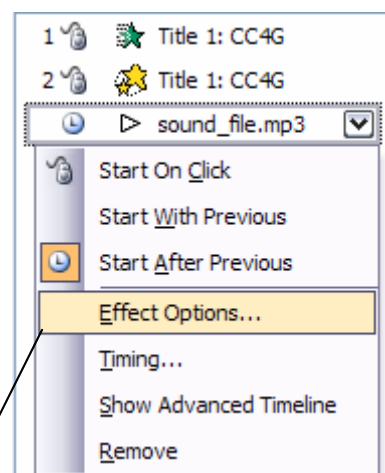 1 Title 1: CC4G
2 Title 1: CC4G
sound_file.mp3
Start On Click
Start With Previous
Start After Previous
Effect Options...
Timing...
Show Advanced Timeline
Remove